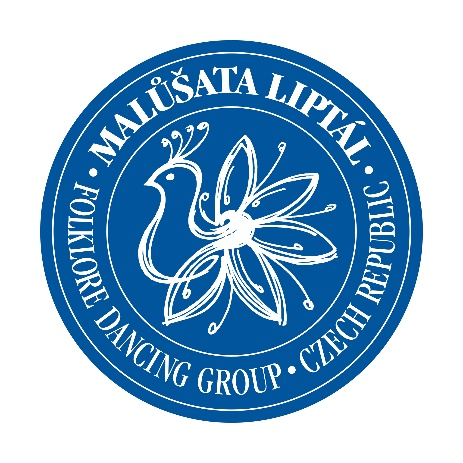 • MALŮŠATA LIPTÁL •
FOLKLORE DANCING GROUP • CZECH REPUBLIC